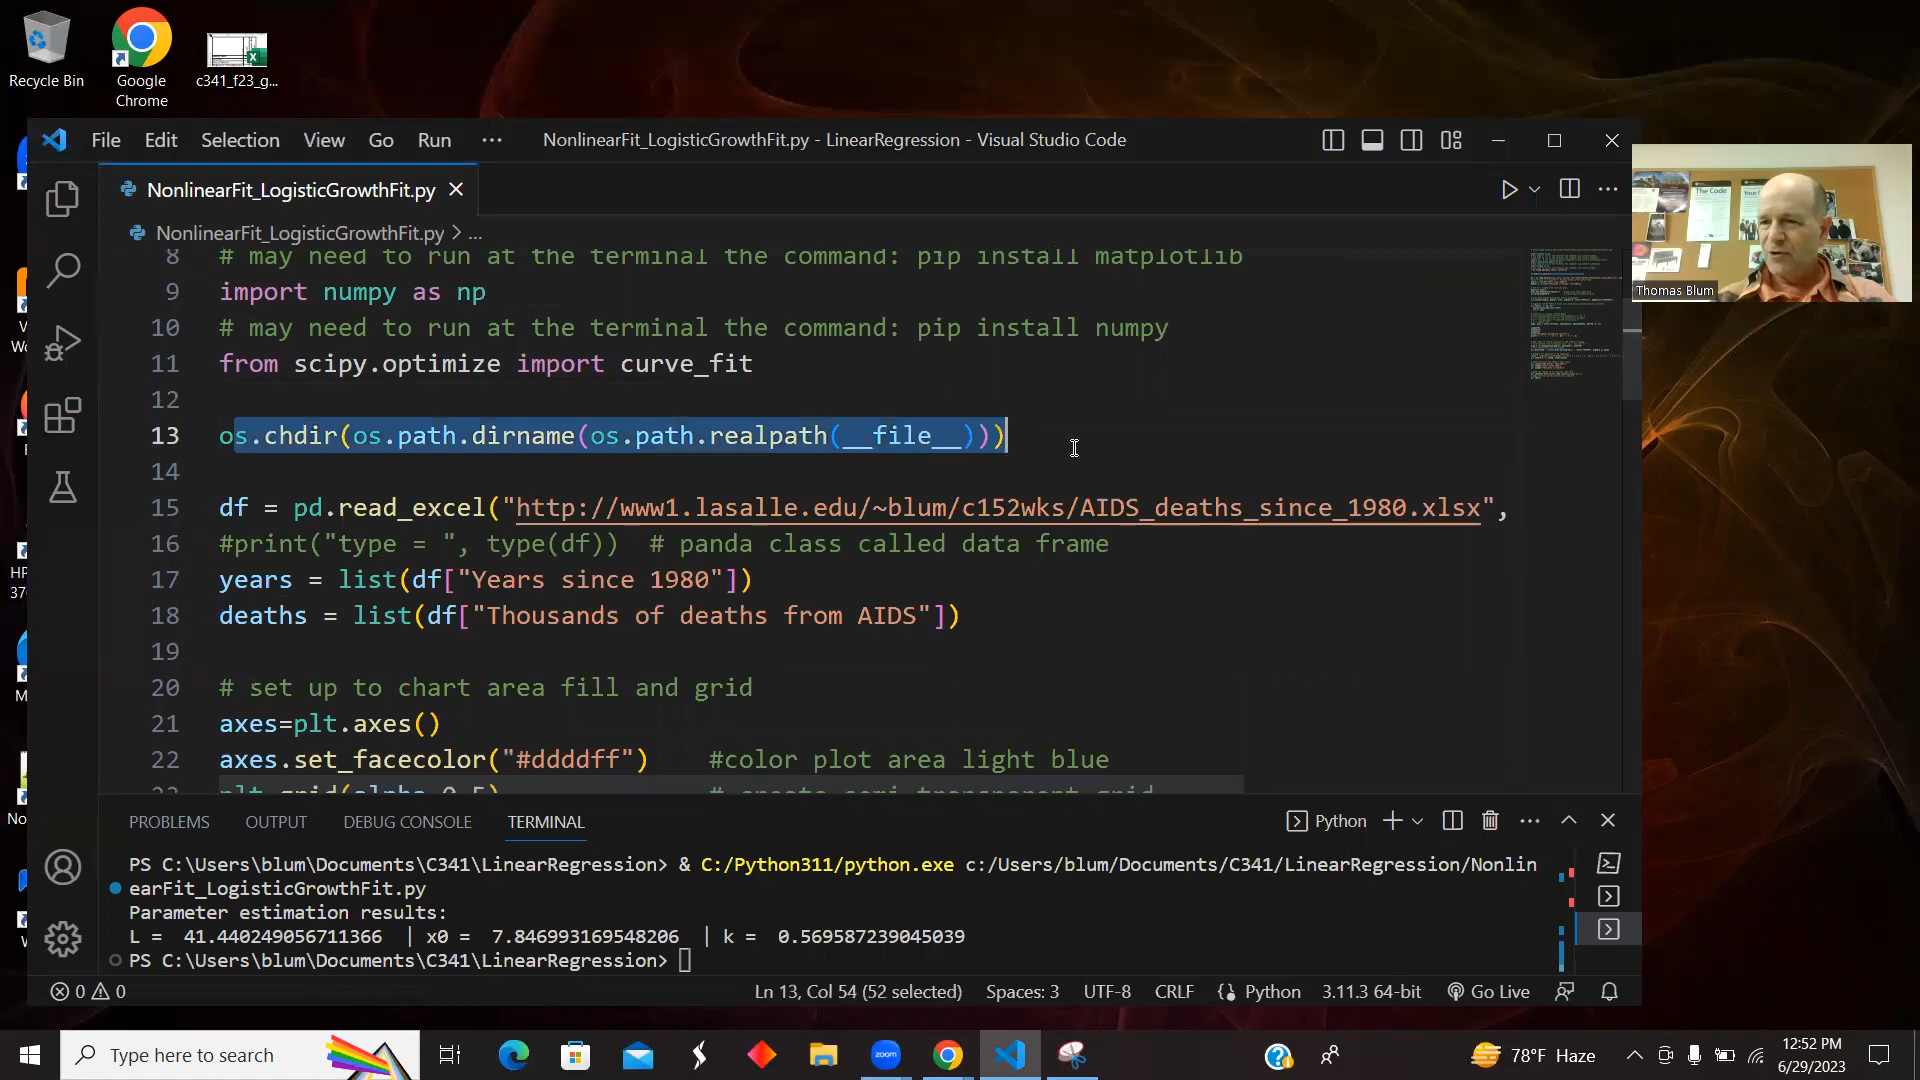 Recycle Bin
Google
Chrome
c341_f23_g...
File Edit Selection View Go Run ...
NonlinearFit_LogisticGrowthFit.py - LinearRegression - Visual Studio Code
NonlinearFit_LogisticGrowthFit.py
NonlinearFit_LogisticGrowthFit.py > ...
8 # may need to run at the terminal the command: pip install matplotlib
9 import numpy as np
10 # may need to run at the terminal the command: pip install numpy
11 from scipy.optimize import curve_fit
12
13 os.chdir(os.path.dirname(os.path.realpath(__file__)))
14
15 df = pd.read_excel("http://www1.lasalle.edu/~blum/c152wks/AIDS_deaths_since_1980.xlsx",
16 #print("type = ", type(df))  # panda class called data frame
17 years = list(df["Years since 1980"])
18 deaths = list(df["Thousands of deaths from AIDS"])
19
20 # set up to chart area fill and grid
21 axes=plt.axes()
22 axes.set_facecolor("#ddddff")    #color plot area light blue
The Code
Thomas Blum
PROBLEMS OUTPUT DEBUG CONSOLE TERMINAL
Python
PS C:\Users\blum\Documents\C341\LinearRegression> & C:/Python311/python.exe c:/Users/blum/Documents/C341/LinearRegression/Nonlin
earFit_LogisticGrowthFit.py
Parameter estimation results:
L =  41.440249056711366  | x0 =  7.846993169548206  | k =  0.569587239045039
PS C:\Users\blum\Documents\C341\LinearRegression>
0 0
Ln 13, Col 54 (52 selected) Spaces: 3 UTF-8 CRLF Python 3.11.3 64-bit Go Live
HP
37
No
Type here to search
zoom
78°F Haze
12:52 PM
6/29/2023